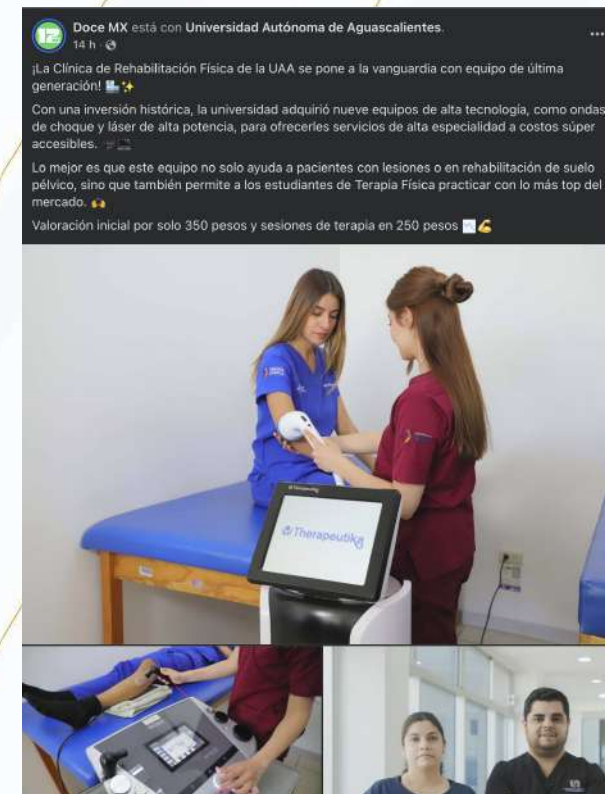 Doce MX está con Universidad Autónoma de Aguascalientes.
14 h
¡La Clínica de Rehabilitación Física de la UAA se pone a la vanguardia con equipo de última
generación!
Con una inversión histórica, la universidad adquirió nueve equipos de alta tecnología, como ondas
de choque y láser de alta potencia, para ofrecerles servicios de alta especialidad a costos súper
accesibles.
Lo mejor es que este equipo no solo ayuda a pacientes con lesiones o en rehabilitación de suelo
pélvico, sino que también permite a los estudiantes de Terapia Física practicar con lo más top del
mercado.
Valoración inicial por solo 350 pesos y sesiones de terapia en 250 pesos
Therapeutika